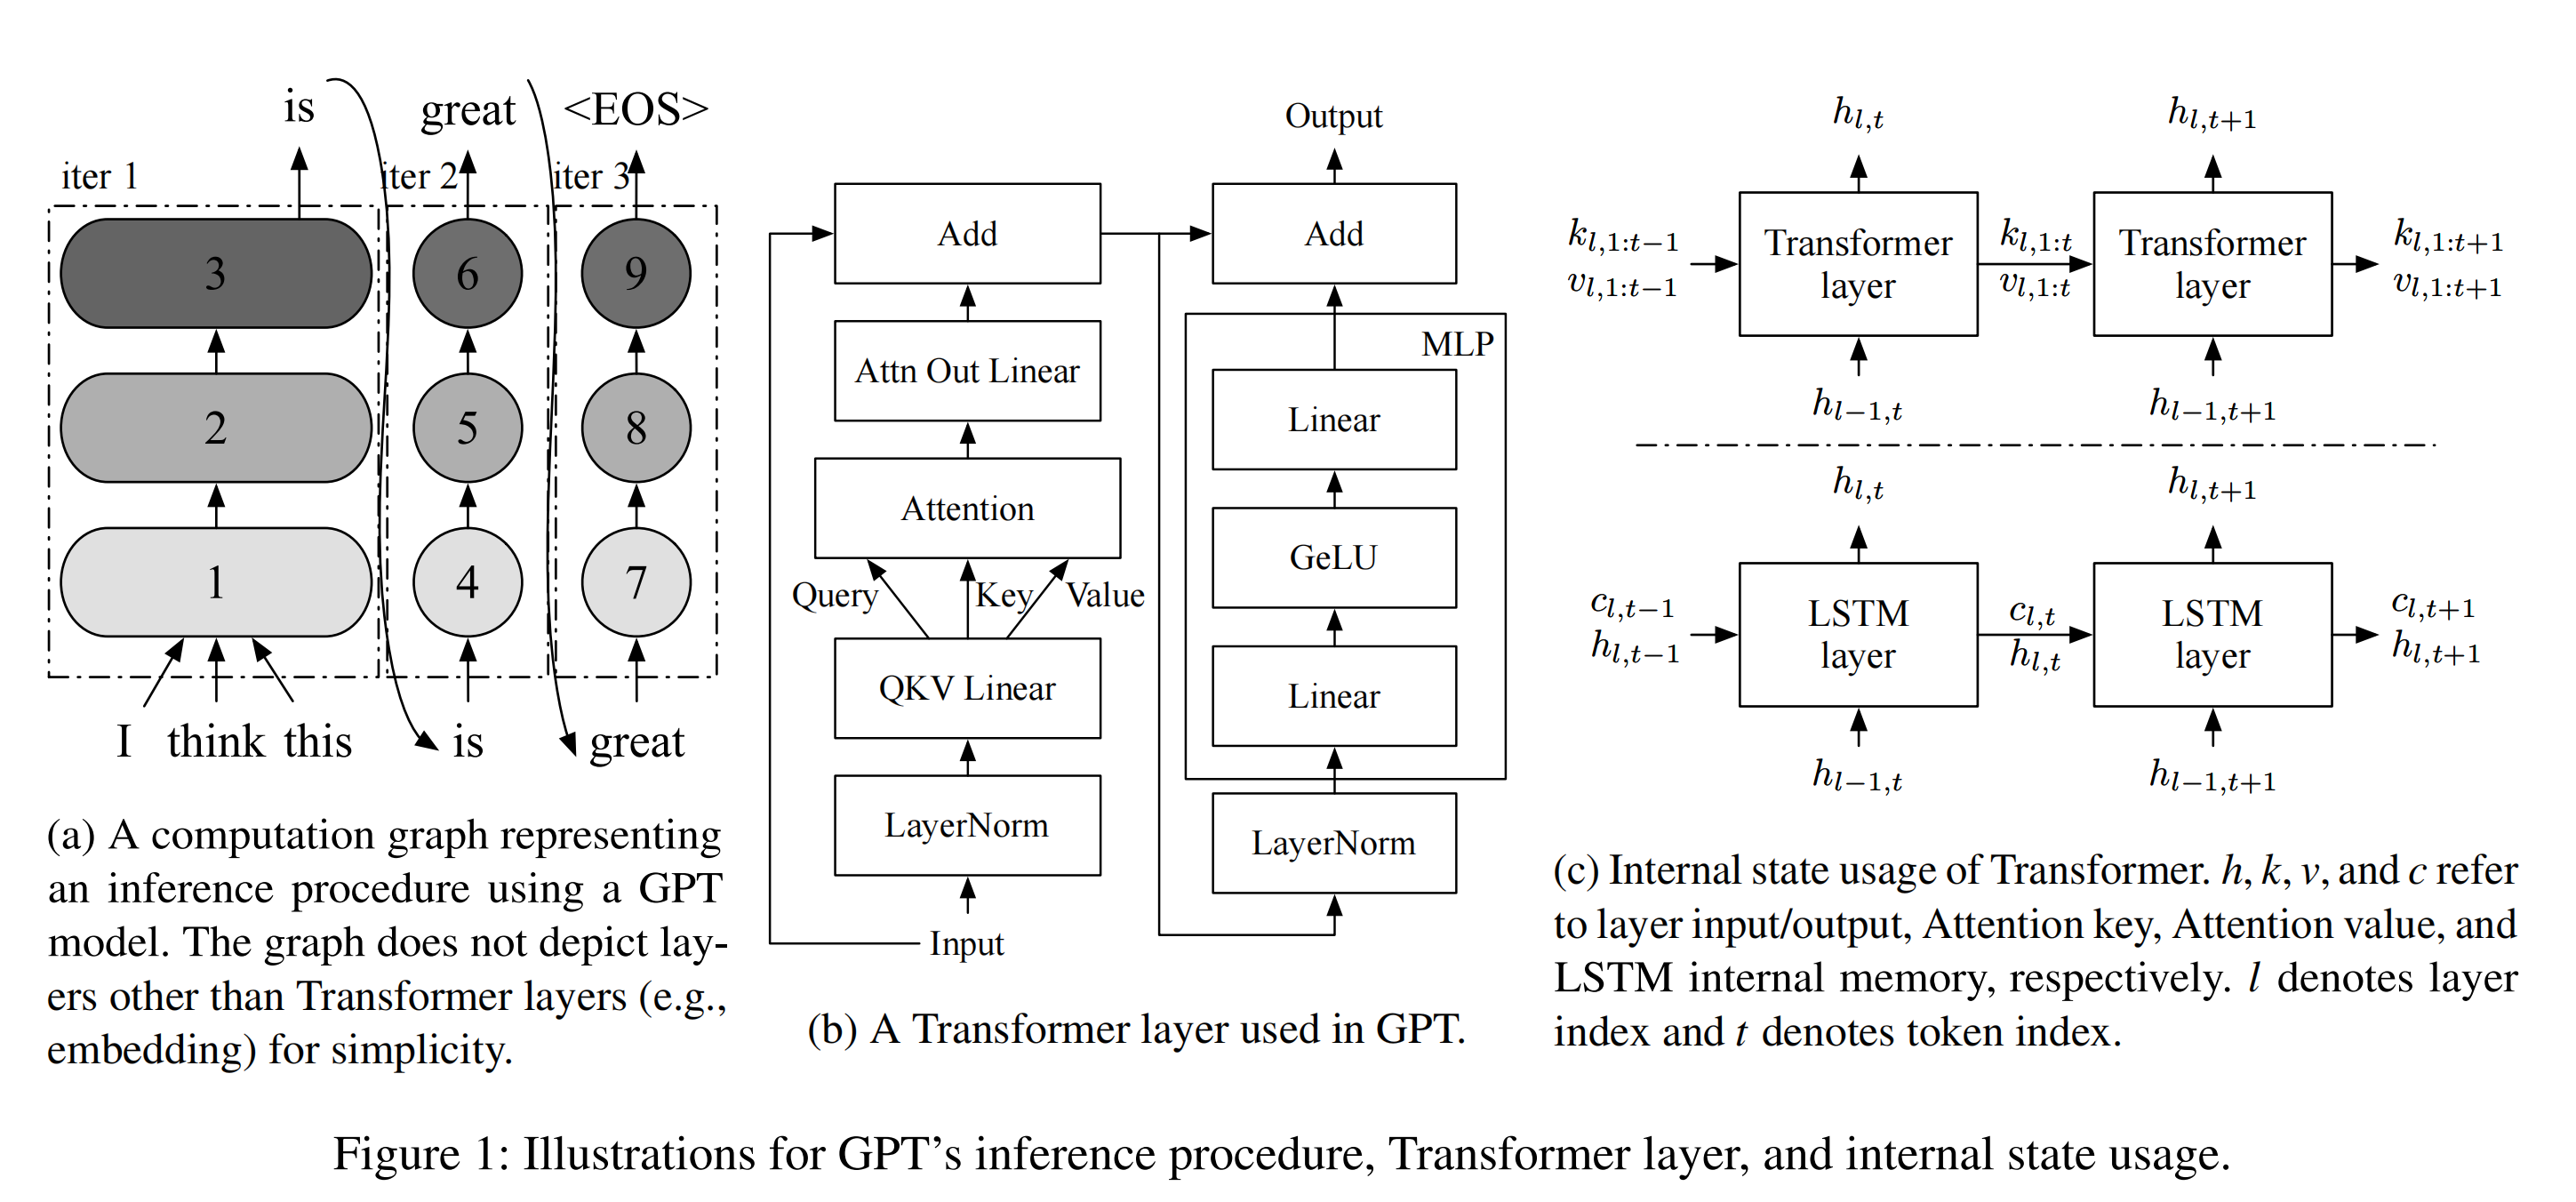 is great <EOS>
iter 1 iter 2 iter 3
3 6 9
2 5 8
1 4 7
I think this is great
(a) A computation graph representing
an inference procedure using a GPT
model. The graph does not depict lay-
ers other than Transformer layers (e.g.,
embedding) for simplicity.
Output
Add Add
Attn Out Linear
MLP
Linear
Attention
GeLU
Query Key Value
QKV Linear
Linear
LayerNorm
LayerNorm
Input
(b) A Transformer layer used in GPT.
h_{l,t} h_{l,t+1}
k_{l,1:t−1} Transformer k_{l,1:t} Transformer k_{l,1:t+1}
v_{l,1:t−1} layer v_{l,1:t} layer v_{l,1:t+1}
h_{l−1,t} h_{l−1,t+1}
h_{l,t} h_{l,t+1}
c_{l,t−1} LSTM c_{l,t} LSTM c_{l,t+1}
h_{l,t−1} layer h_{l,t} layer h_{l,t+1}
h_{l−1,t} h_{l−1,t+1}
(c) Internal state usage of Transformer. h, k, v, and c refer
to layer input/output, Attention key, Attention value, and
LSTM internal memory, respectively. l denotes layer
index and t denotes token index.
Figure 1: Illustrations for GPT’s inference procedure, Transformer layer, and internal state usage.